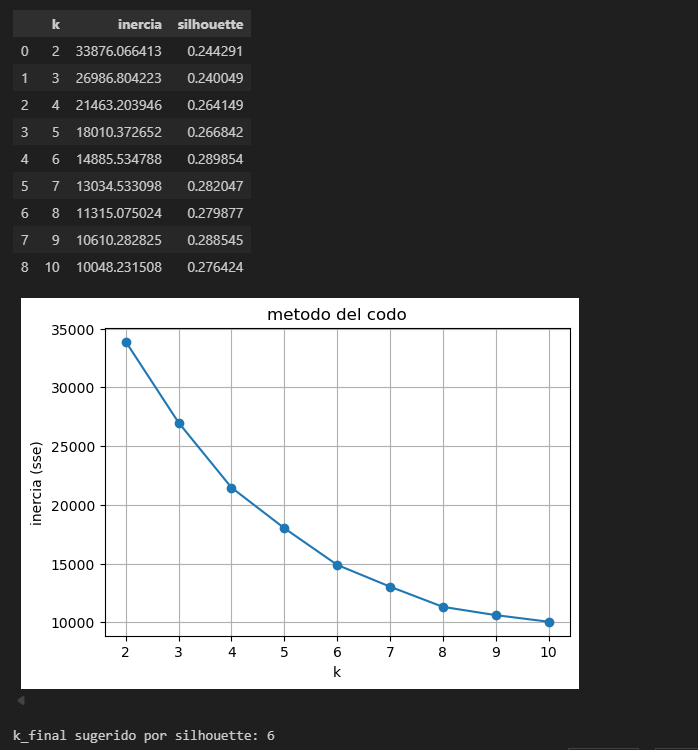 k inercia silhouette
0 2 33876.066413 0.244291
1 3 26986.804223 0.240049
2 4 21463.203946 0.264149
3 5 18010.372652 0.266842
4 6 14885.534788 0.289854
5 7 13034.533098 0.282047
6 8 11315.075024 0.279877
7 9 10610.282825 0.288545
8 10 10048.231508 0.276424
metodo del codo
35000
30000
25000
20000
15000
10000
inercia (sse)
2 3 4 5 6 7 8 9 10
k
k_final sugerido por silhouette: 6